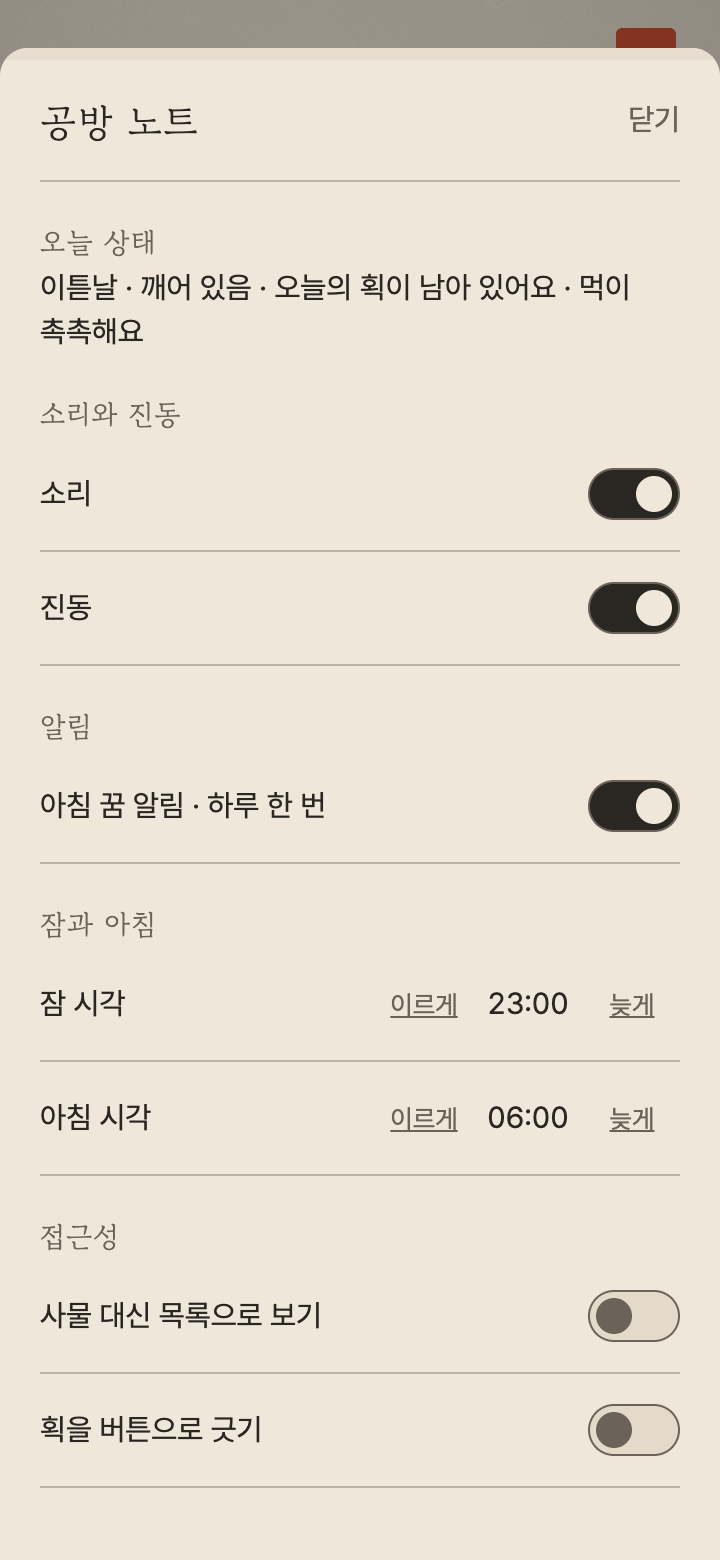 공방 노트
닫기
오늘 상태
이튿날 · 깨어 있음 · 오늘의 획이 남아 있어요 · 먹이
촉촉해요
소리와 진동
소리
진동
알림
아침 꿈 알림 · 하루 한 번
잠과 아침
잠 시각 이르게 23:00 늦게
아침 시각 이르게 06:00 늦게
접근성
사물 대신 목록으로 보기
획을 버튼으로 긋기